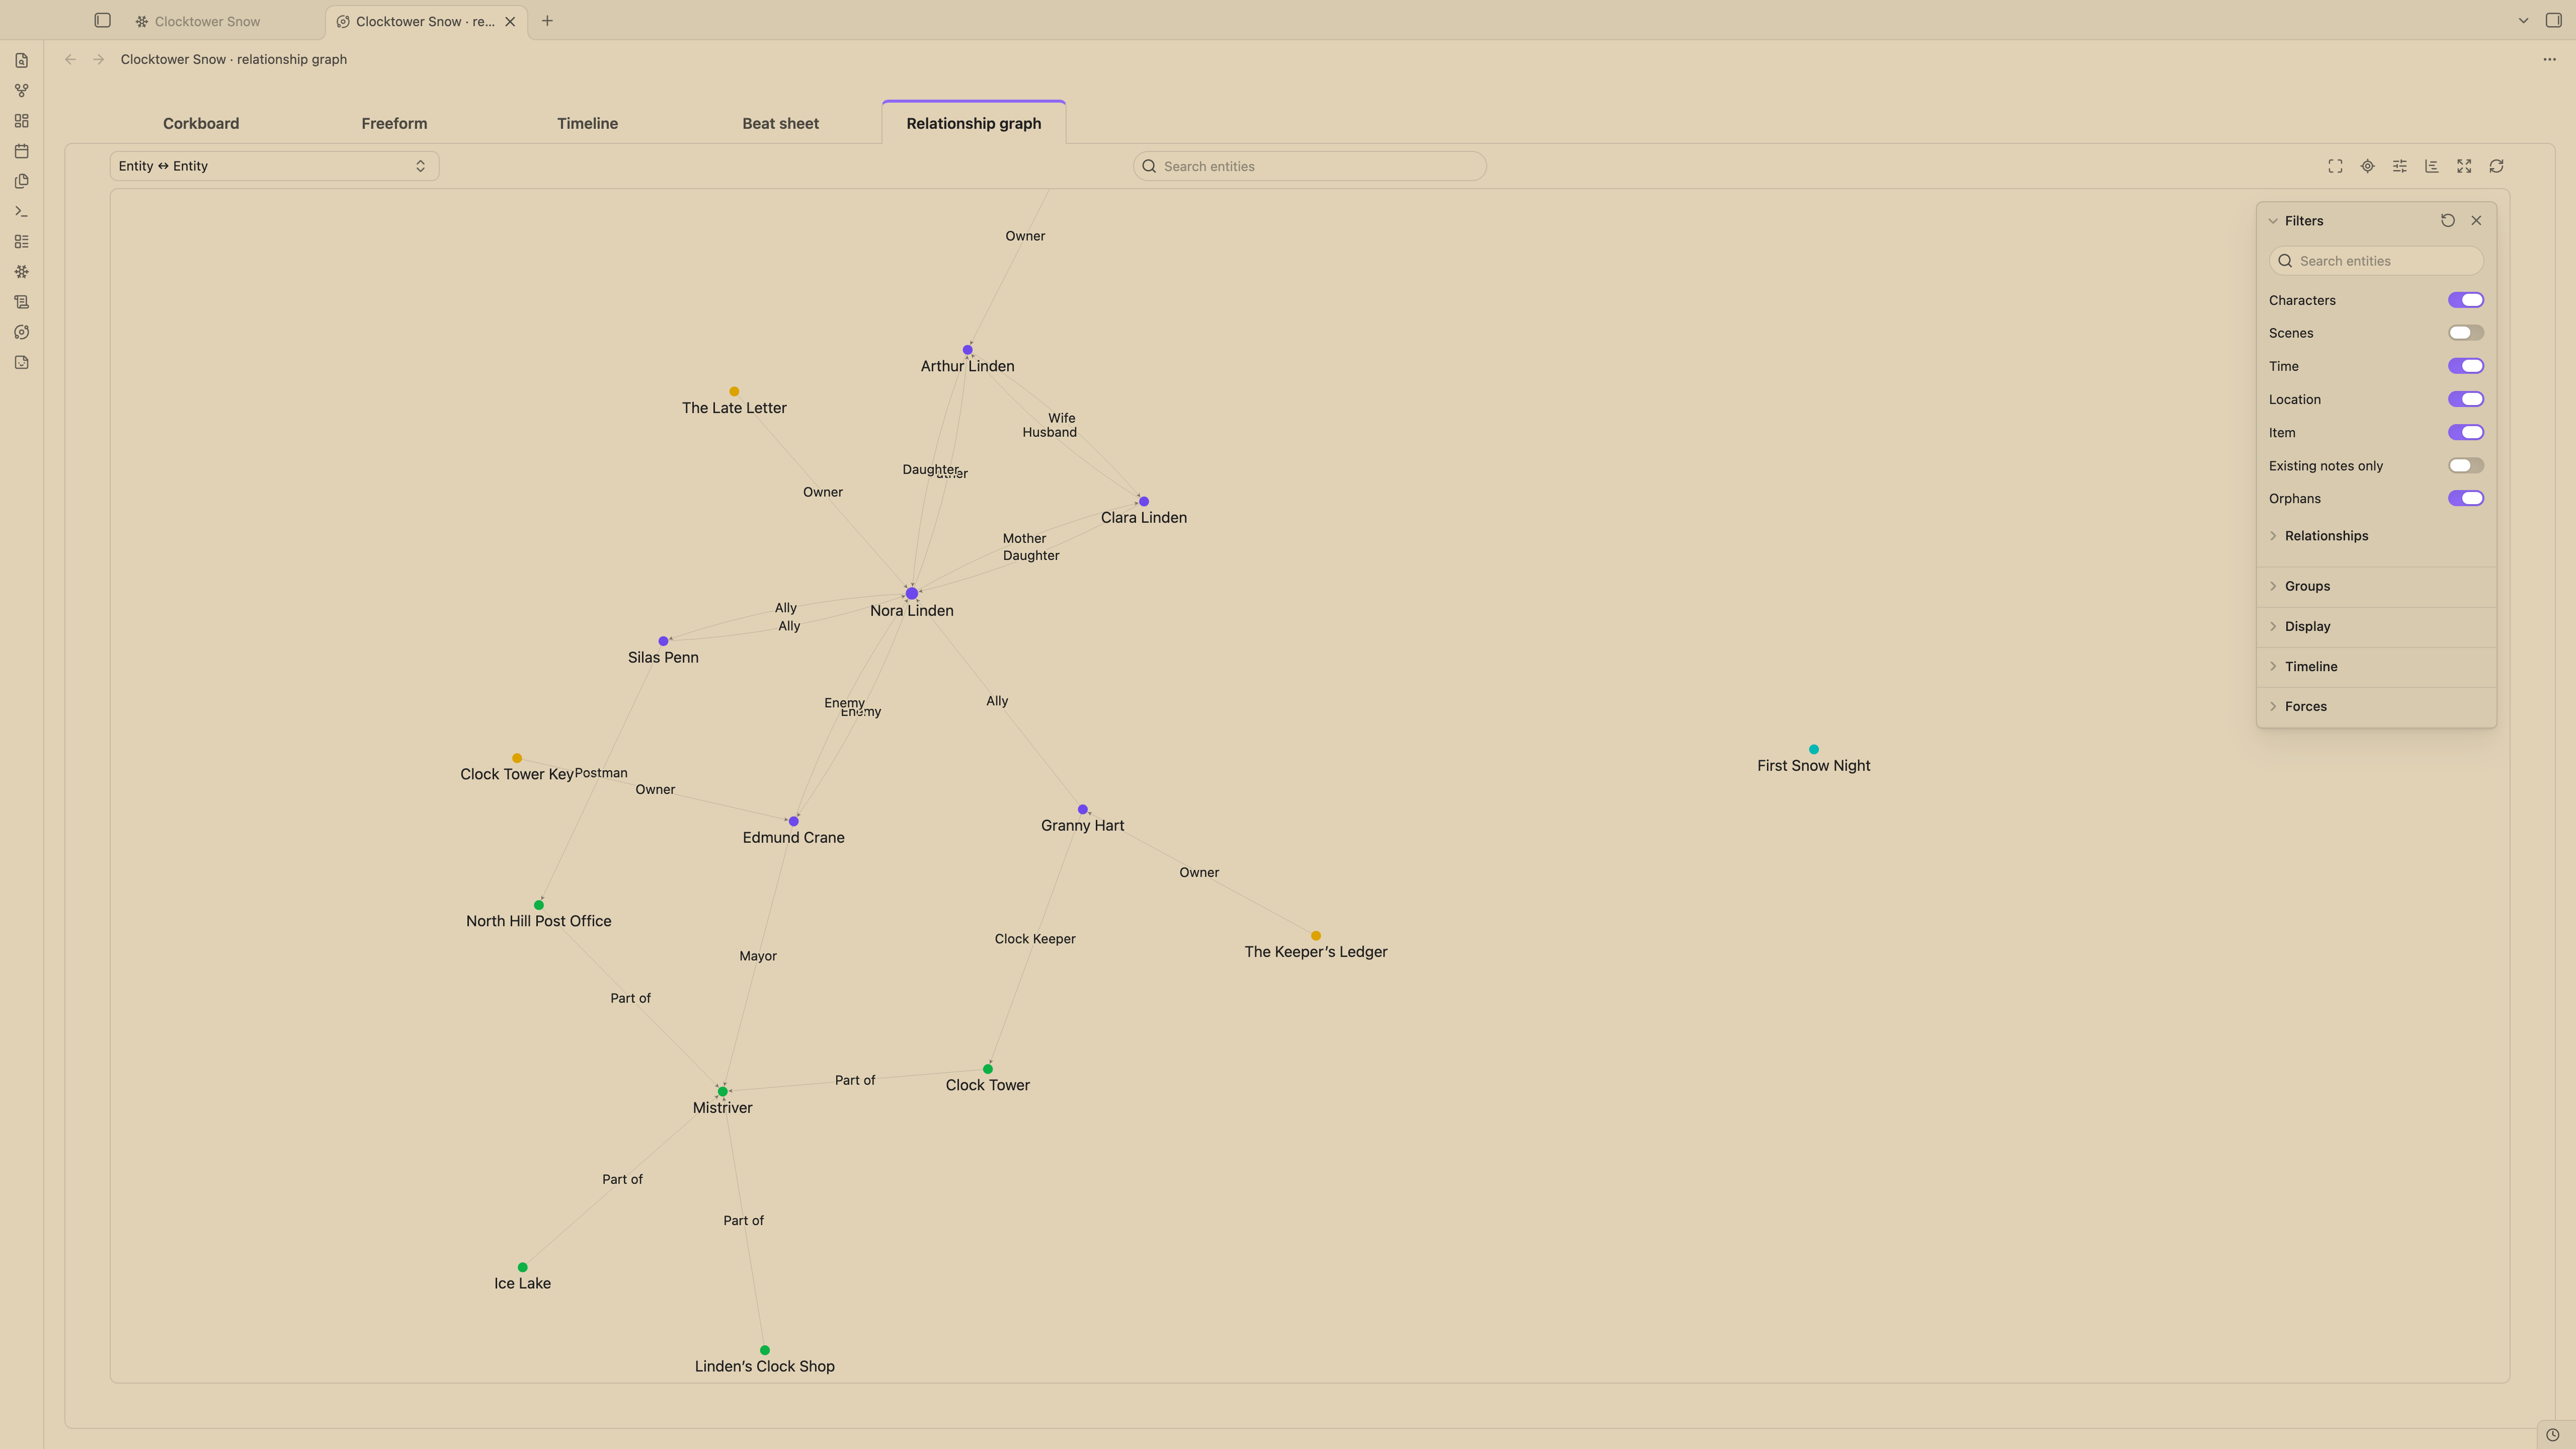 Clocktower Snow
Clocktower Snow · re...
Clocktower Snow · relationship graph
Corkboard
Freeform
Timeline
Beat sheet
Relationship graph
Entity ↔ Entity
Search entities
Filters
Search entities
Characters
Scenes
Time
Location
Item
Existing notes only
Orphans
Relationships
Groups
Display
Timeline
Forces
Owner
Arthur Linden
The Late Letter
Wife
Husband
Daughter
Owner
Clara Linden
Mother
Daughter
Nora Linden
Ally
Ally
Silas Penn
Enemy
Enemy
Ally
First Snow Night
Clock Tower Key
Postman
Owner
Edmund Crane
Granny Hart
Owner
North Hill Post Office
Clock Keeper
The Keeper's Ledger
Mayor
Part of
Part of
Clock Tower
Mistriver
Part of
Part of
Ice Lake
Linden's Clock Shop